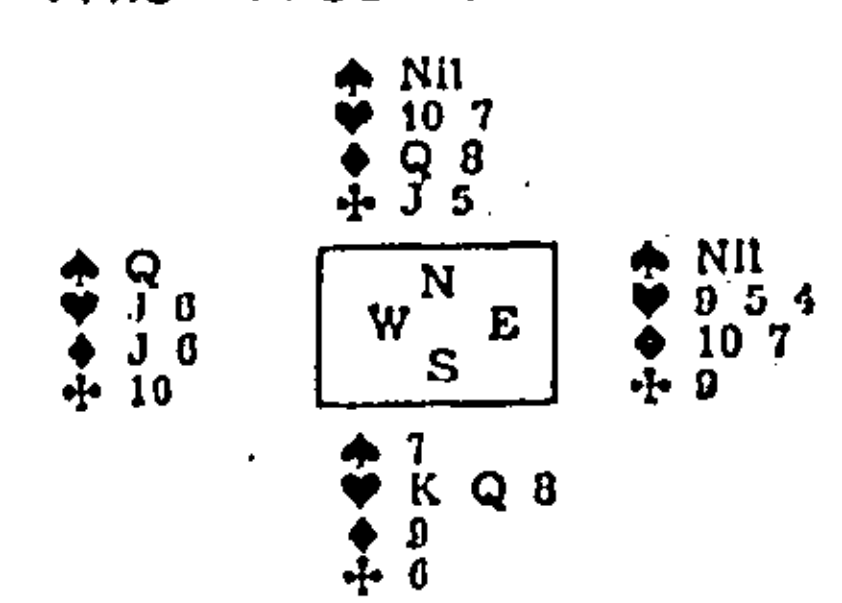 ♠ Nil
♥ 10 7
♦ Q 8
♣ J 5
♠ Q
♥ J 6
♦ J 6
♣ 10
N
W E
S
♠ Nil
♥ 9 5 4
♦ 10 7
♣ 9
♠ 7
♥ K Q 8
♦ 9
♣ 6